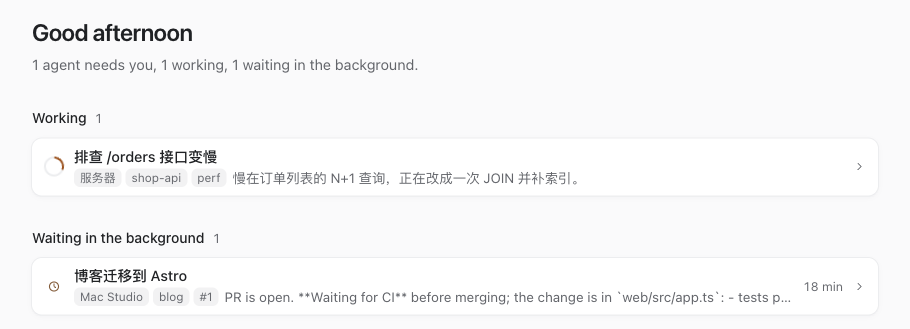 Good afternoon
1 agent needs you, 1 working, 1 waiting in the background.
Working 1
排查 /orders 接口变慢
服务器 shop-api perf 慢在订单列表的 N+1 查询，正在改成一次 JOIN 并补索引。
Waiting in the background 1
博客迁移到 Astro
Mac Studio blog #1 PR is open. **Waiting for CI** before merging; the change is in `web/src/app.ts`: - tests p... 18 min